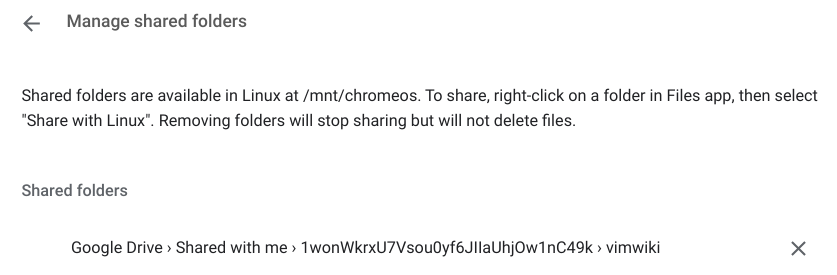 Manage shared folders
Shared folders are available in Linux at /mnt/chromeos. To share, right-click on a folder in Files app, then select
"Share with Linux". Removing folders will stop sharing but will not delete files.
Shared folders
Google Drive › Shared with me › 1wonWkrxU7Vsou0yf6JIIaUhjOw1nC49k › vimwiki